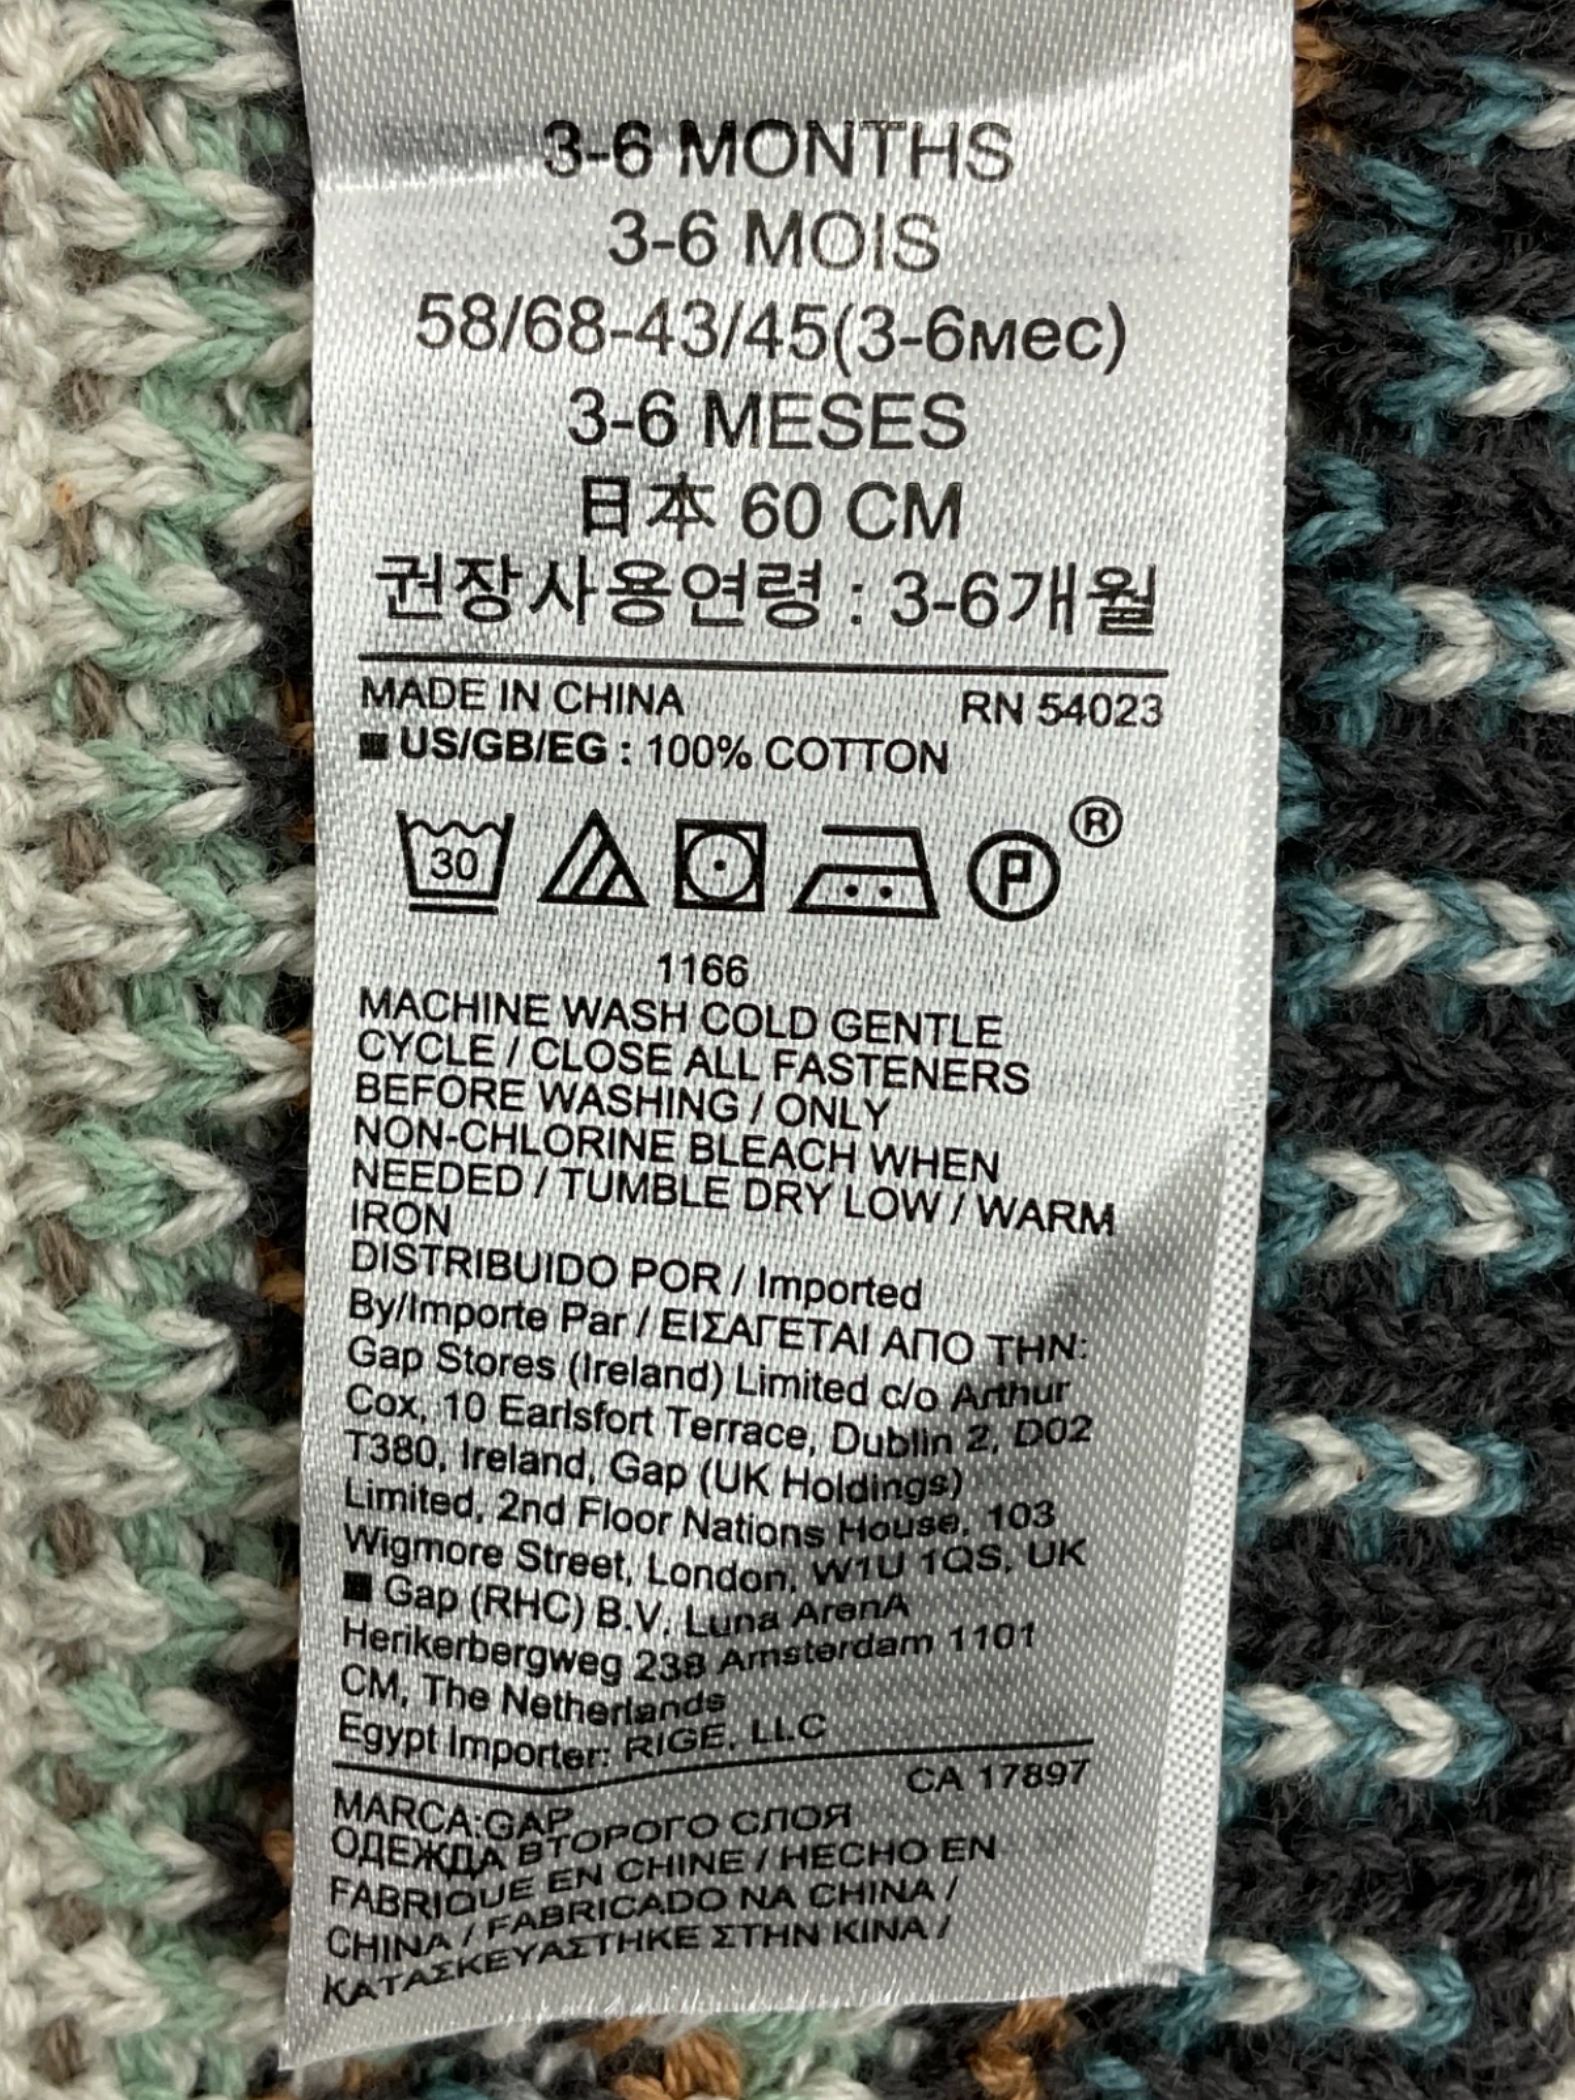 3-6 MONTHS
3-6 MOIS
58/68-43/45(3-6мес)
3-6 MESES
日本 60 CM
권장사용연령 : 3-6개월
MADE IN CHINA RN 54023
■ US/GB/EG : 100% COTTON
30 P ®
1166
MACHINE WASH COLD GENTLE
CYCLE / CLOSE ALL FASTENERS
BEFORE WASHING / ONLY
NON-CHLORINE BLEACH WHEN
NEEDED / TUMBLE DRY LOW / WARM
IRON
DISTRIBUIDO POR / Imported
By/Importe Par / ΕΙΣΑΓΕΤΑΙ ΑΠΟ ΤΗΝ:
Gap Stores (Ireland) Limited c/o Arthur
Cox, 10 Earlsfort Terrace, Dublin 2, D02
T380, Ireland, Gap (UK Holdings)
Limited, 2nd Floor Nations House, 103
Wigmore Street, London, W1U 1QS, UK
■ Gap (RHC) B.V. Luna ArenA
Herikerbergweg 238 Amsterdam 1101
CM, The Netherlands
Egypt Importer: RIGE, LLC
CA 17897
MARCA:GAP
ОДЕЖДА ВТОРОГО СЛОЯ
FABRIQUE EN CHINE / HECHO EN
CHINA / FABRICADO NA CHINA /
ΚΑΤΑΣΚΕΥΑΣΤΗΚΕ ΣΤΗΝ ΚΙΝΑ /